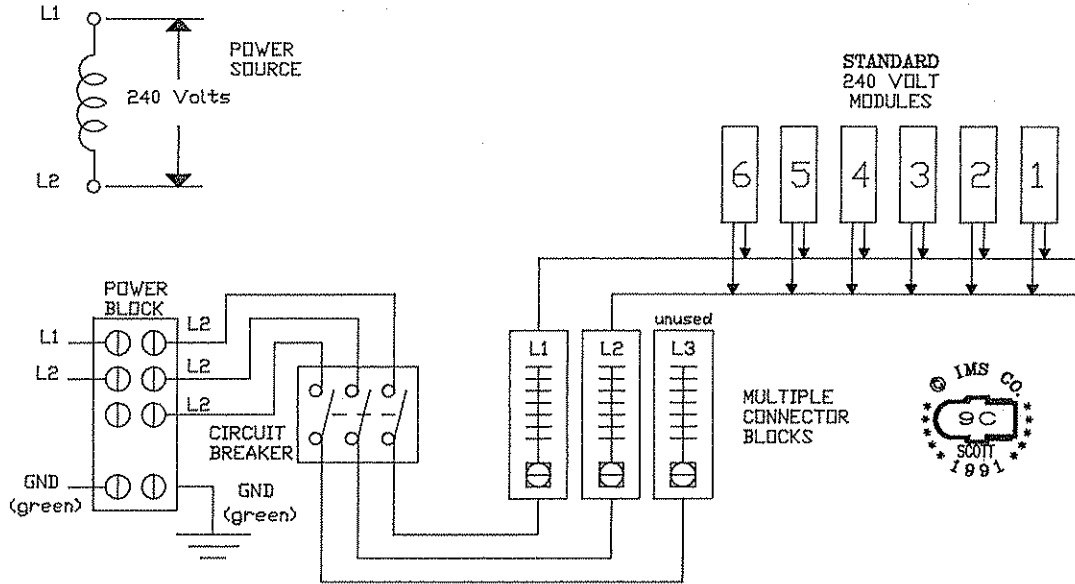 L1
POWER
SOURCE
240 Volts
L2
STANDARD
240 VOLT
MODULES
6 5 4 3 2 1
POWER
BLOCK
L1
L2
L2
L2
L2
GND
(green)
GND
(green)
CIRCUIT
BREAKER
unused
L1 L2 L3
MULTIPLE
CONNECTOR
BLOCKS
© IMS CO.
9C
SCOTT
*****1991*****